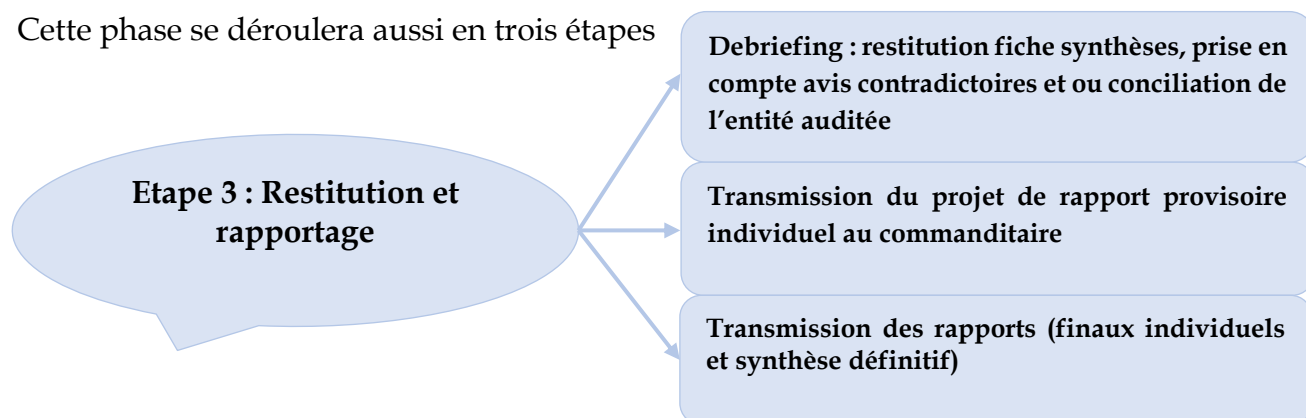 Cette phase se déroulera aussi en trois étapes
Debriefing : restitution fiche synthèses, prise en
compte avis contradictoires et ou conciliation de
l’entité auditée
Etape 3 : Restitution et
rapportage
Transmission du projet de rapport provisoire
individuel au commanditaire
Transmission des rapports (finaux individuels
et synthèse définitif)